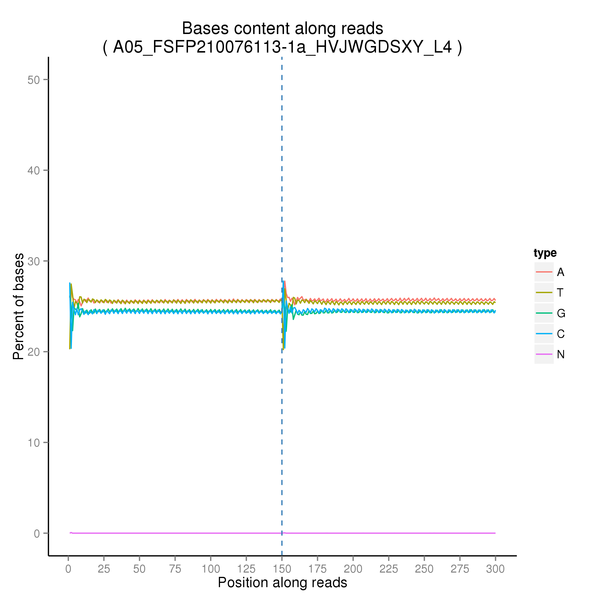 Bases content along reads
( A05_FSFP210076113-1a_HVJWGDSXY_L4 )
50
40
30
20
10
0
Percent of bases
0 25 50 75 100 125 150 175 200 225 250 275 300
Position along reads
type
A
T
G
C
N